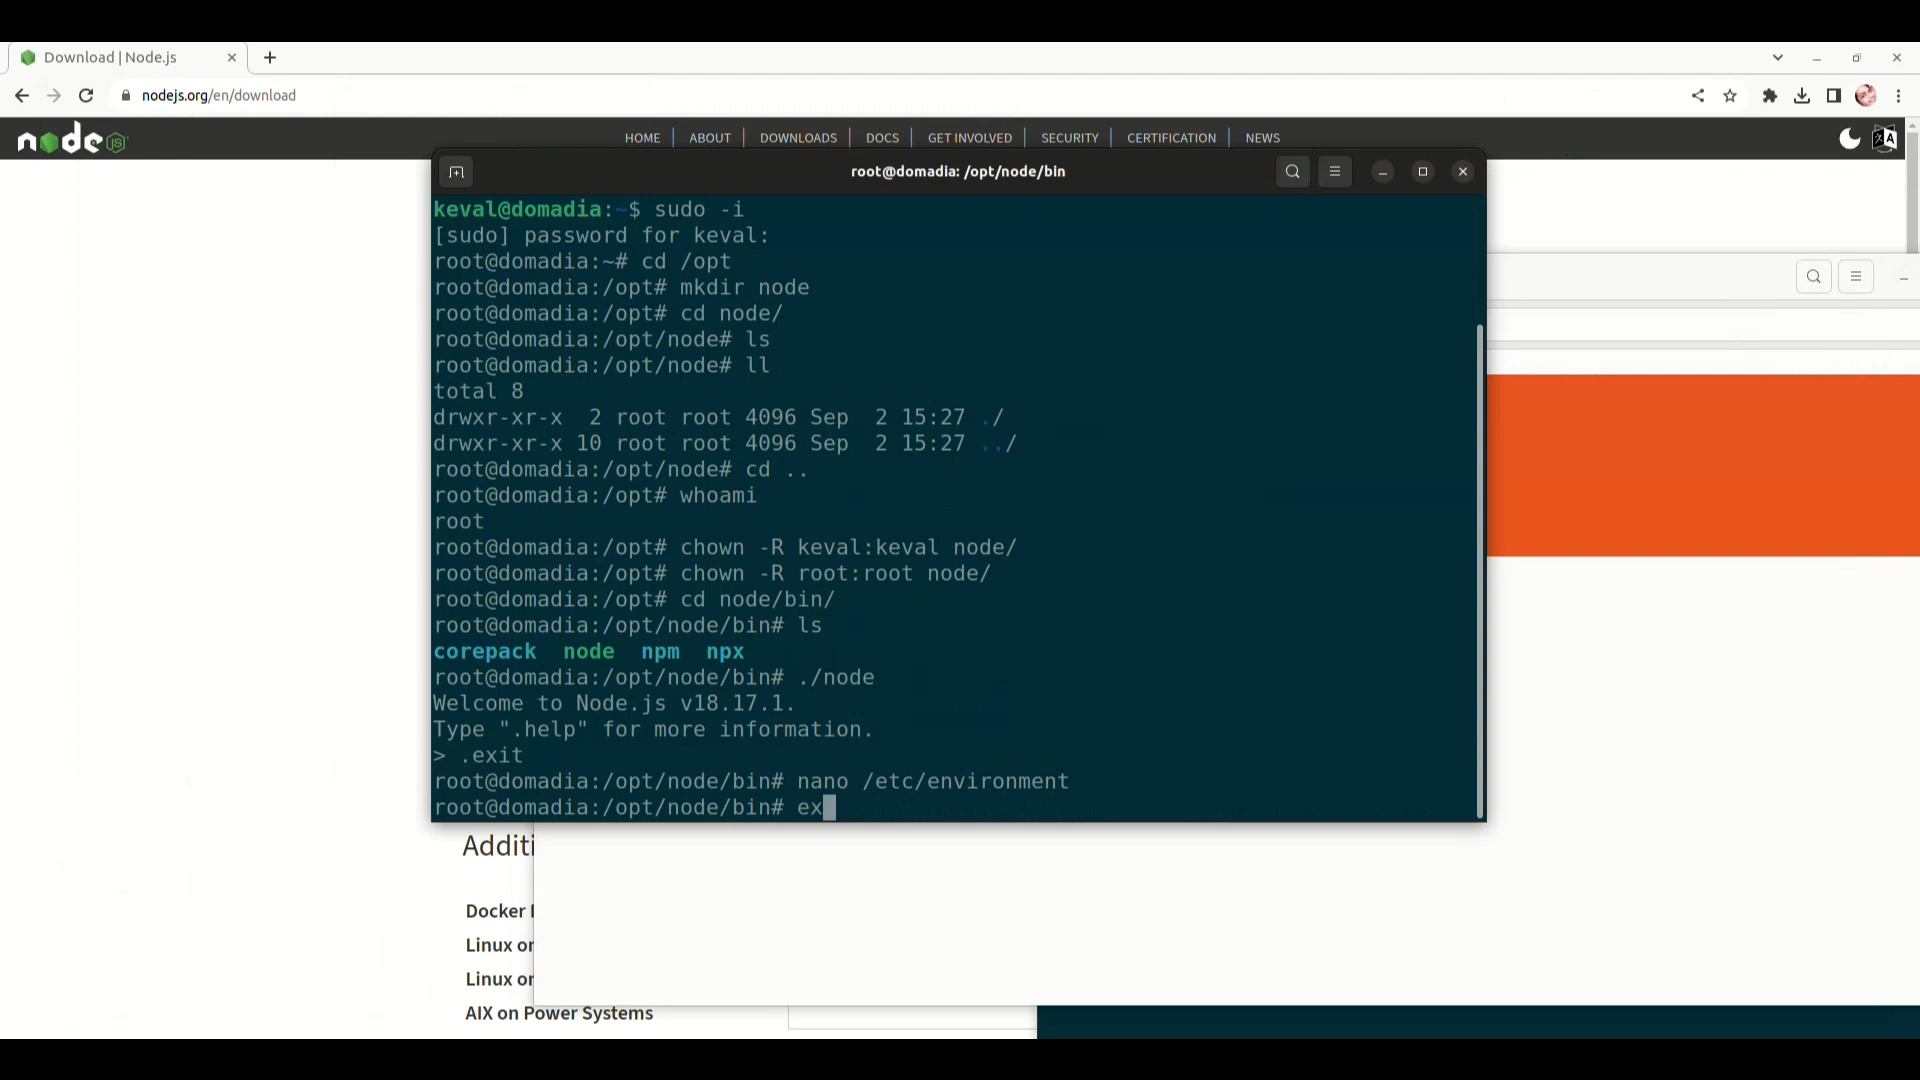 Download | Node.js
nodejs.org/en/download
node JS
HOME ABOUT DOWNLOADS DOCS GET INVOLVED SECURITY CERTIFICATION NEWS
root@domadia: /opt/node/bin
keval@domadia:~$ sudo -i
[sudo] password for keval:
root@domadia:~# cd /opt
root@domadia:/opt# mkdir node
root@domadia:/opt# cd node/
root@domadia:/opt/node# ls
root@domadia:/opt/node# ll
total 8
drwxr-xr-x  2 root root 4096 Sep  2 15:27 ./
drwxr-xr-x 10 root root 4096 Sep  2 15:27 ../
root@domadia:/opt/node# cd ..
root@domadia:/opt# whoami
root
root@domadia:/opt# chown -R keval:keval node/
root@domadia:/opt# chown -R root:root node/
root@domadia:/opt# cd node/bin/
root@domadia:/opt/node/bin# ls
corepack  node  npm  npx
root@domadia:/opt/node/bin# ./node
Welcome to Node.js v18.17.1.
Type ".help" for more information.
> .exit
root@domadia:/opt/node/bin# nano /etc/environment
root@domadia:/opt/node/bin# ex
Additi
Docker
Linux on
Linux on
AIX on Power Systems